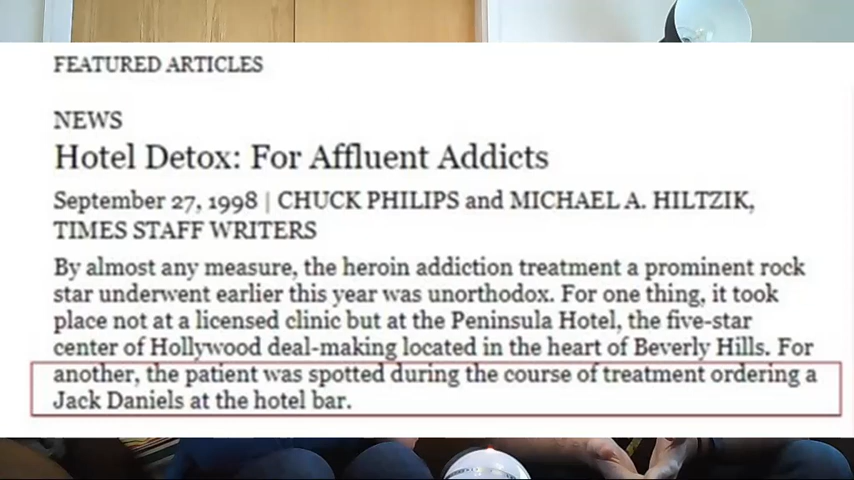 FEATURED ARTICLES
NEWS
Hotel Detox: For Affluent Addicts
September 27, 1998 | CHUCK PHILIPS and MICHAEL A. HILTZIK,
TIMES STAFF WRITERS
By almost any measure, the heroin addiction treatment a prominent rock
star underwent earlier this year was unorthodox. For one thing, it took
place not at a licensed clinic but at the Peninsula Hotel, the five-star
center of Hollywood deal-making located in the heart of Beverly Hills. For
another, the patient was spotted during the course of treatment ordering a
Jack Daniels at the hotel bar.